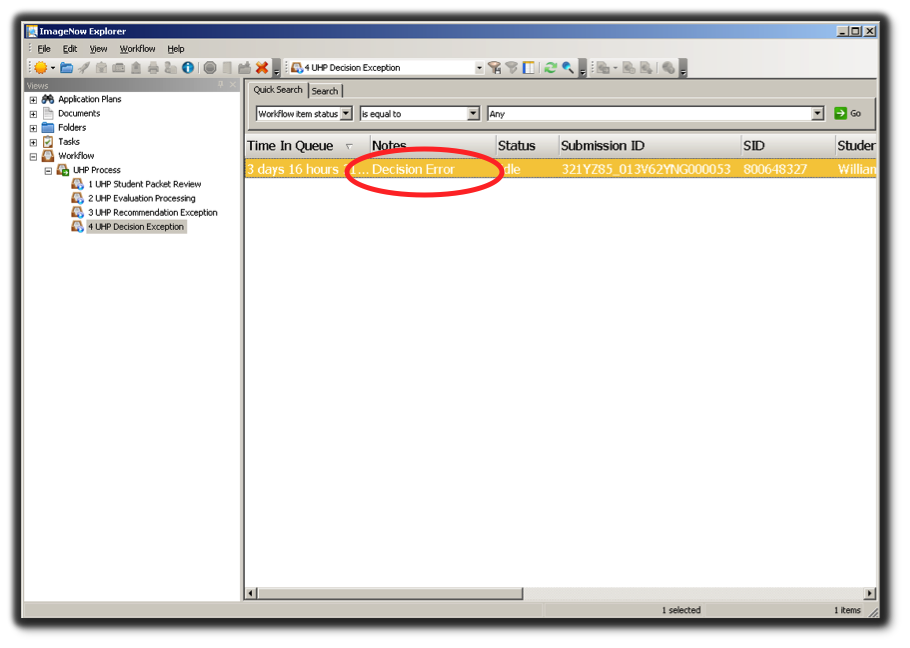 ImageNow Explorer
File Edit View Workflow Help
4 UHP Decision Exception
Views
Application Plans
Documents
Folders
Tasks
Workflow
UHP Process
1 UHP Student Packet Review
2 UHP Evaluation Processing
3 UHP Recommendation Exception
4 UHP Decision Exception
Quick Search Search
Workflow item status is equal to Any Go
Time In Queue Notes Status Submission ID SID Studer
3 days 16 hours ... Decision Error dle 321YZ85_013V62YNG000053 800648327 Willian
1 selected 1 items